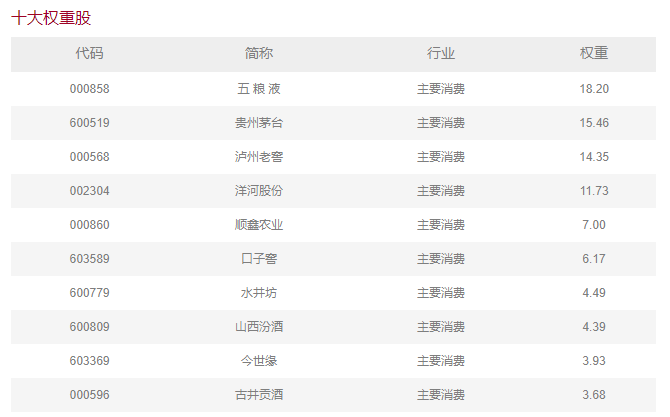 十大权重股
代码 简称 行业 权重
000858 五 粮 液 主要消费 18.20
600519 贵州茅台 主要消费 15.46
000568 泸州老窖 主要消费 14.35
002304 洋河股份 主要消费 11.73
000860 顺鑫农业 主要消费 7.00
603589 口子窖 主要消费 6.17
600779 水井坊 主要消费 4.49
600809 山西汾酒 主要消费 4.39
603369 今世缘 主要消费 3.93
000596 古井贡酒 主要消费 3.68